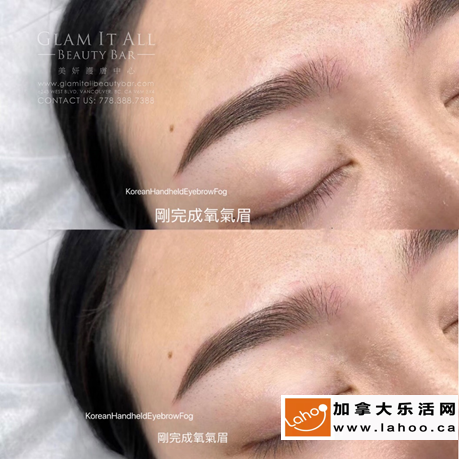 GLAM IT ALL
BEAUTY BAR
美妍護膚中心
www.glamitallbeautybar.com
CONTACT US: 778.388.7388
KoreanHandheldEyebrowFog
剛完成氧氣眉
KoreanHandheldEyebrowFog
剛完成氧氣眉
Lahoo
加拿大乐活网
www.lahoo.ca